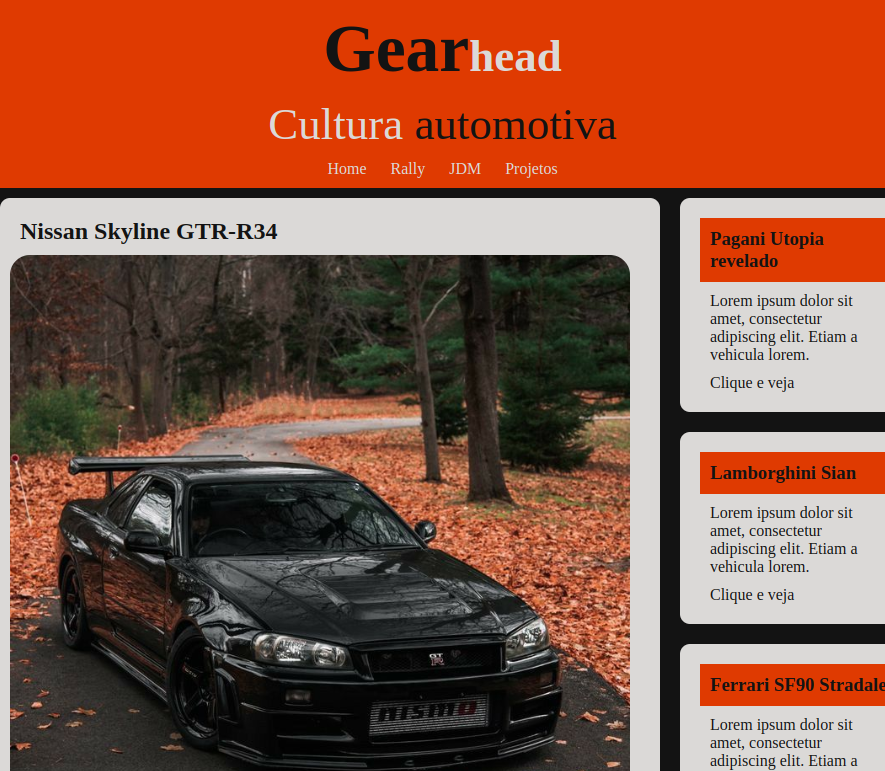 Gearhead
Cultura automotiva
Home Rally JDM Projetos
Nissan Skyline GTR-R34
GT
R
nismo
Pagani Utopia
revelado
Lorem ipsum dolor sit
amet, consectetur
adipiscing elit. Etiam a
vehicula lorem.
Clique e veja
Lamborghini Sian
Lorem ipsum dolor sit
amet, consectetur
adipiscing elit. Etiam a
vehicula lorem.
Clique e veja
Ferrari SF90 Stradale
Lorem ipsum dolor sit
amet, consectetur
adipiscing elit. Etiam a